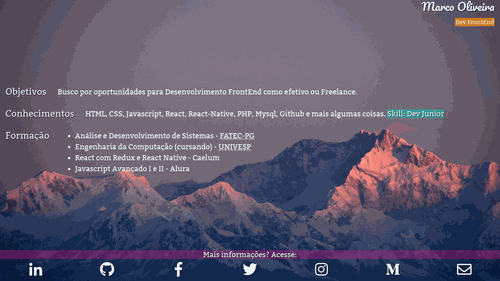 Marco Oliveira
Dev FrontEnd
Objetivos Busco por oportunidades para Desenvolvimento FrontEnd como efetivo ou Freelance.
Conhecimentos HTML, CSS, Javascript, React, React-Native, PHP, Mysql, Github e mais algumas coisas. Skill: Dev Junior
Formação
Análise e Desenvolvimento de Sistemas - FATEC-PG
Engenharia da Computação (cursando) - UNIVESP
React com Redux e React Native - Caelum
Javascript Avançado I e II - Alura
Mais informações? Acesse: